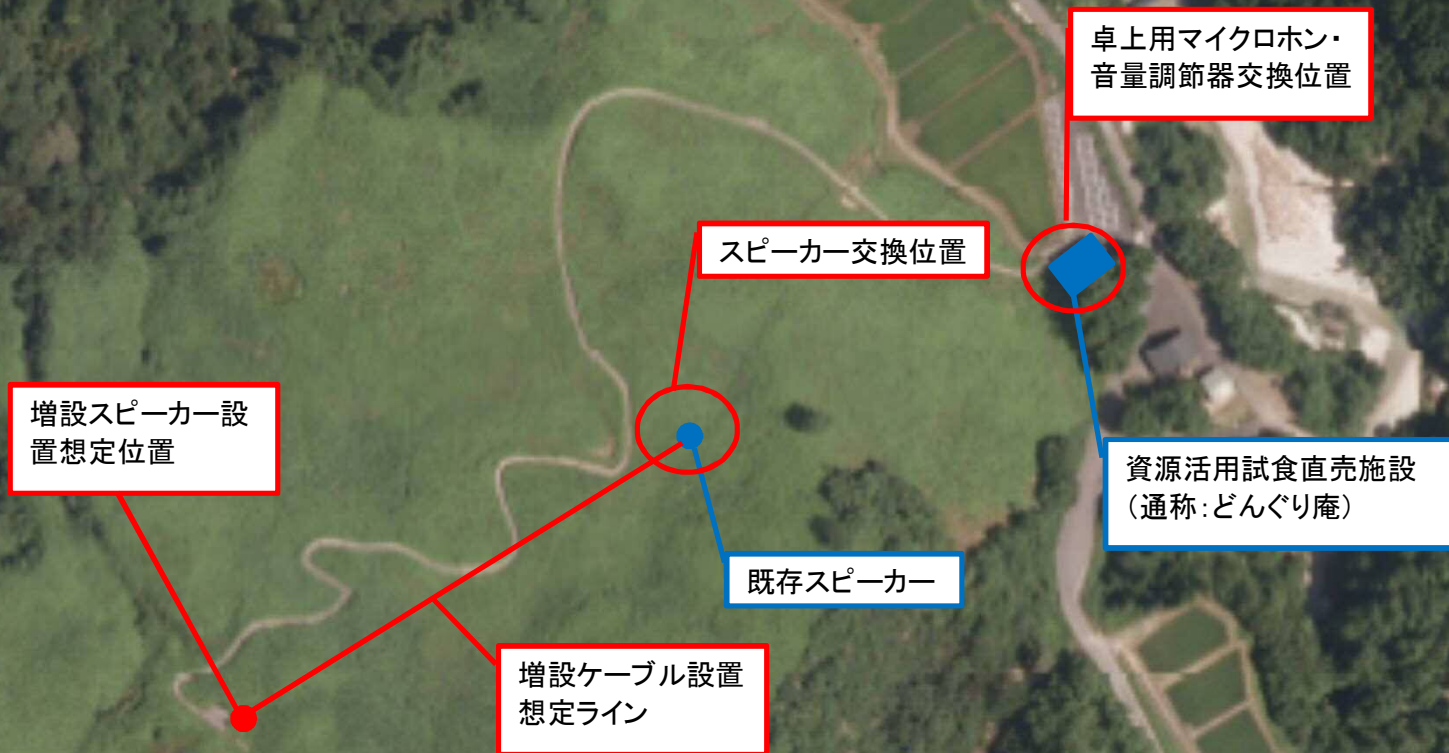 卓上用マイクロホン・
音量調節器交換位置
スピーカー交換位置
増設スピーカー設
置想定位置
資源活用試食直売施設
（通称：どんぐり庵）
既存スピーカー
増設ケーブル設置
想定ライン